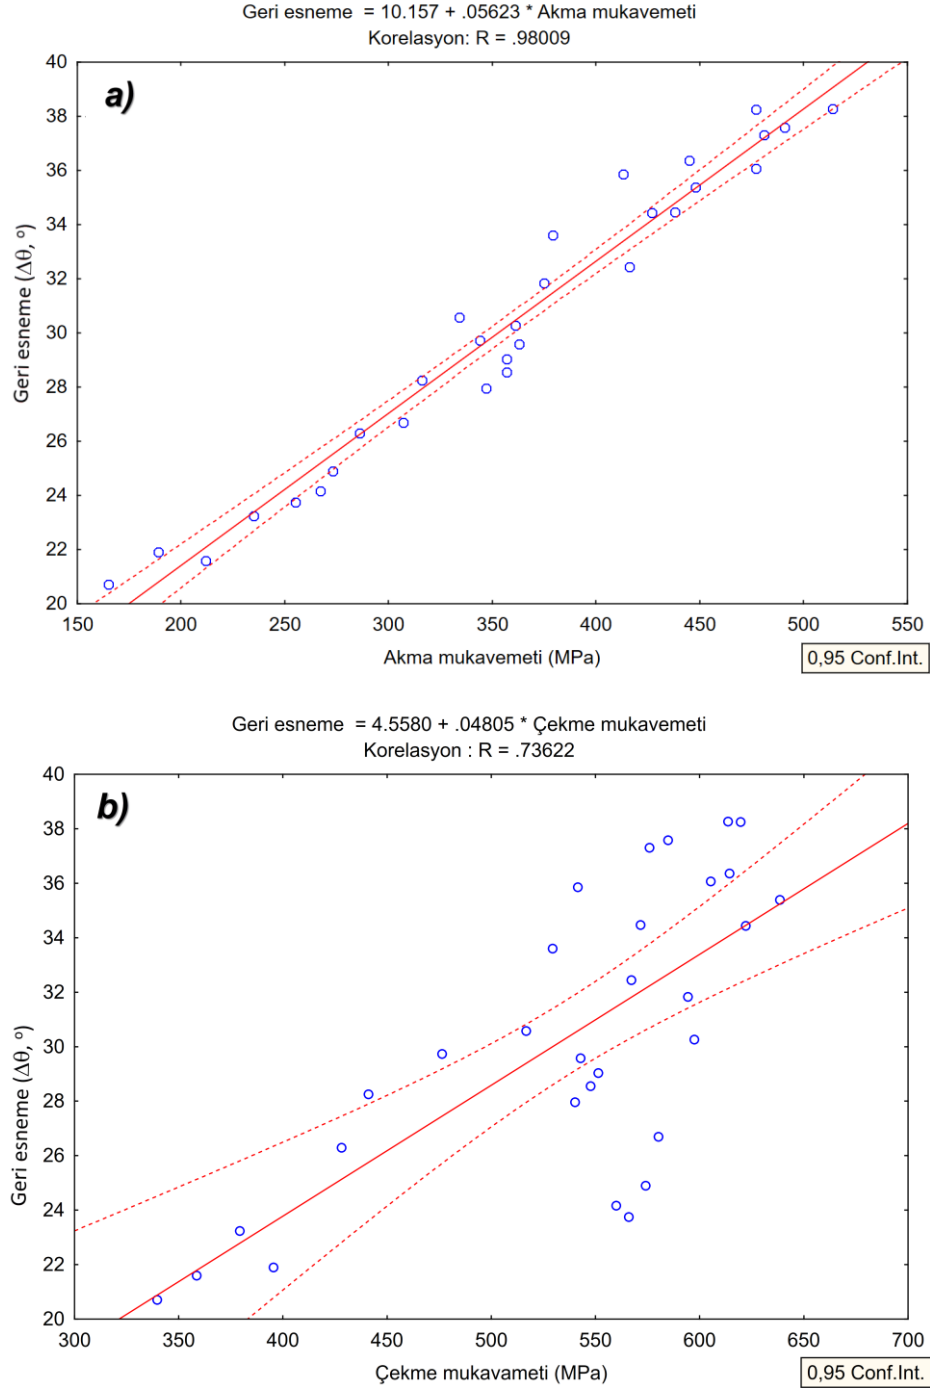 Geri esneme = 10.157 + .05623 * Akma mukavemeti
Korelasyon: R = .98009
a)
40
38
36
34
32
30
28
26
24
22
20
Geri esneme (Δθ, º)
150 200 250 300 350 400 450 500 550
Akma mukavemeti (MPa)
0,95 Conf.Int.
Geri esneme = 4.5580 + .04805 * Çekme mukavemeti
Korelasyon : R = .73622
b)
40
38
36
34
32
30
28
26
24
22
20
Geri esneme (Δθ, º)
300 350 400 450 500 550 600 650 700
Çekme mukavameti (MPa)
0,95 Conf.Int.